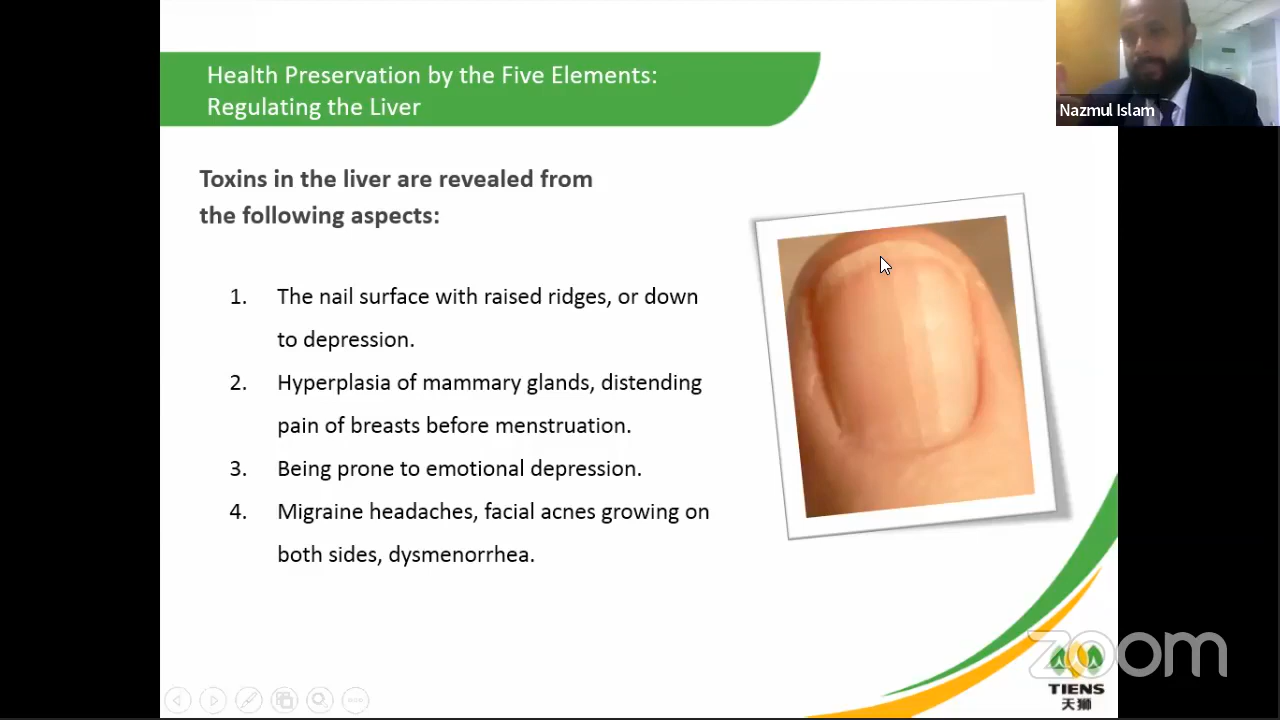 Health Preservation by the Five Elements:
Regulating the Liver
Nazmul Islam
Toxins in the liver are revealed from
the following aspects:
1. The nail surface with raised ridges, or down
to depression.
2. Hyperplasia of mammary glands, distending
pain of breasts before menstruation.
3. Being prone to emotional depression.
4. Migraine headaches, facial acnes growing on
both sides, dysmenorrhea.
zoom
TIENS
天狮